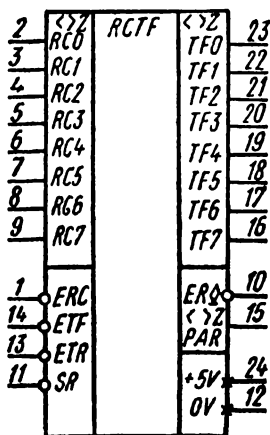 < >Z RCTF < >Z
2 RC0 TF0 23
3 RC1 TF1 22
4 RC2 TF2 21
5 RC3 TF3 20
6 RC4 TF4 19
7 RC5 TF5 18
8 RG6 TF6 17
9 RC7 TF7 16
1 ERC ERΩ 10
14 ETF < >Z 15
13 ETR PAR
11 SR +5V 24
0V 12